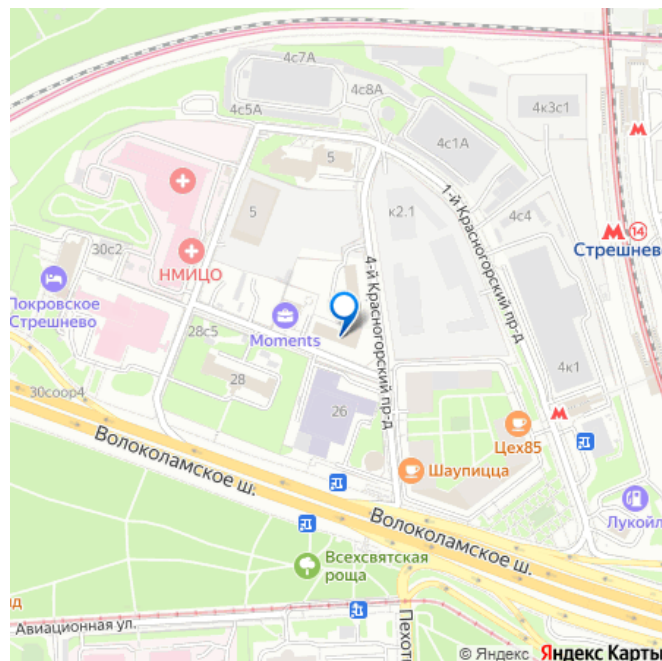 4с7А
4с5А
4с8А
4к3с1
4с1А
5
1-й Красногорский пр-д
5
к2.1
4с4
14
Стрешнево
30с2
НМИЦО
4-й Красногорский пр-д
Покровское
Стрешнево
Moments
28с5
4к1
28
26
30соор4
Цех85
Шаупицца
Волоколамское ш.
Лукойл
Волоколамское ш.
Всехсвятская
роща
Авиационная ул.
Пехотн
© Яндекс Яндекс Карты